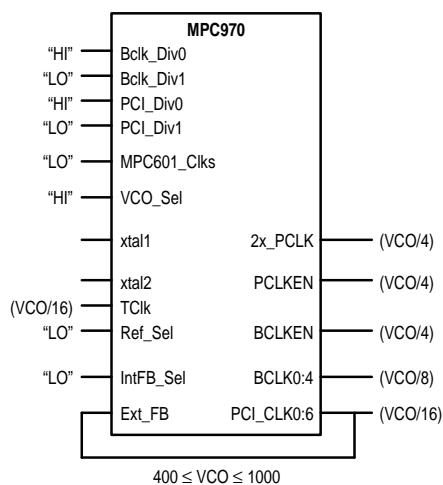 MPC970
“HI” Bclk_Div0
“LO” Bclk_Div1
“HI” PCI_Div0
“LO” PCI_Div1
“LO” MPC601_Clks
“HI” VCO_Sel
xtal1 2x_PCLK (VCO/4)
xtal2 PCLKEN (VCO/4)
(VCO/16) TClk
“LO” Ref_Sel BCLKEN (VCO/4)
“LO” IntFB_Sel BCLK0:4 (VCO/8)
Ext_FB PCI_CLK0:6 (VCO/16)
400 ≤ VCO ≤ 1000